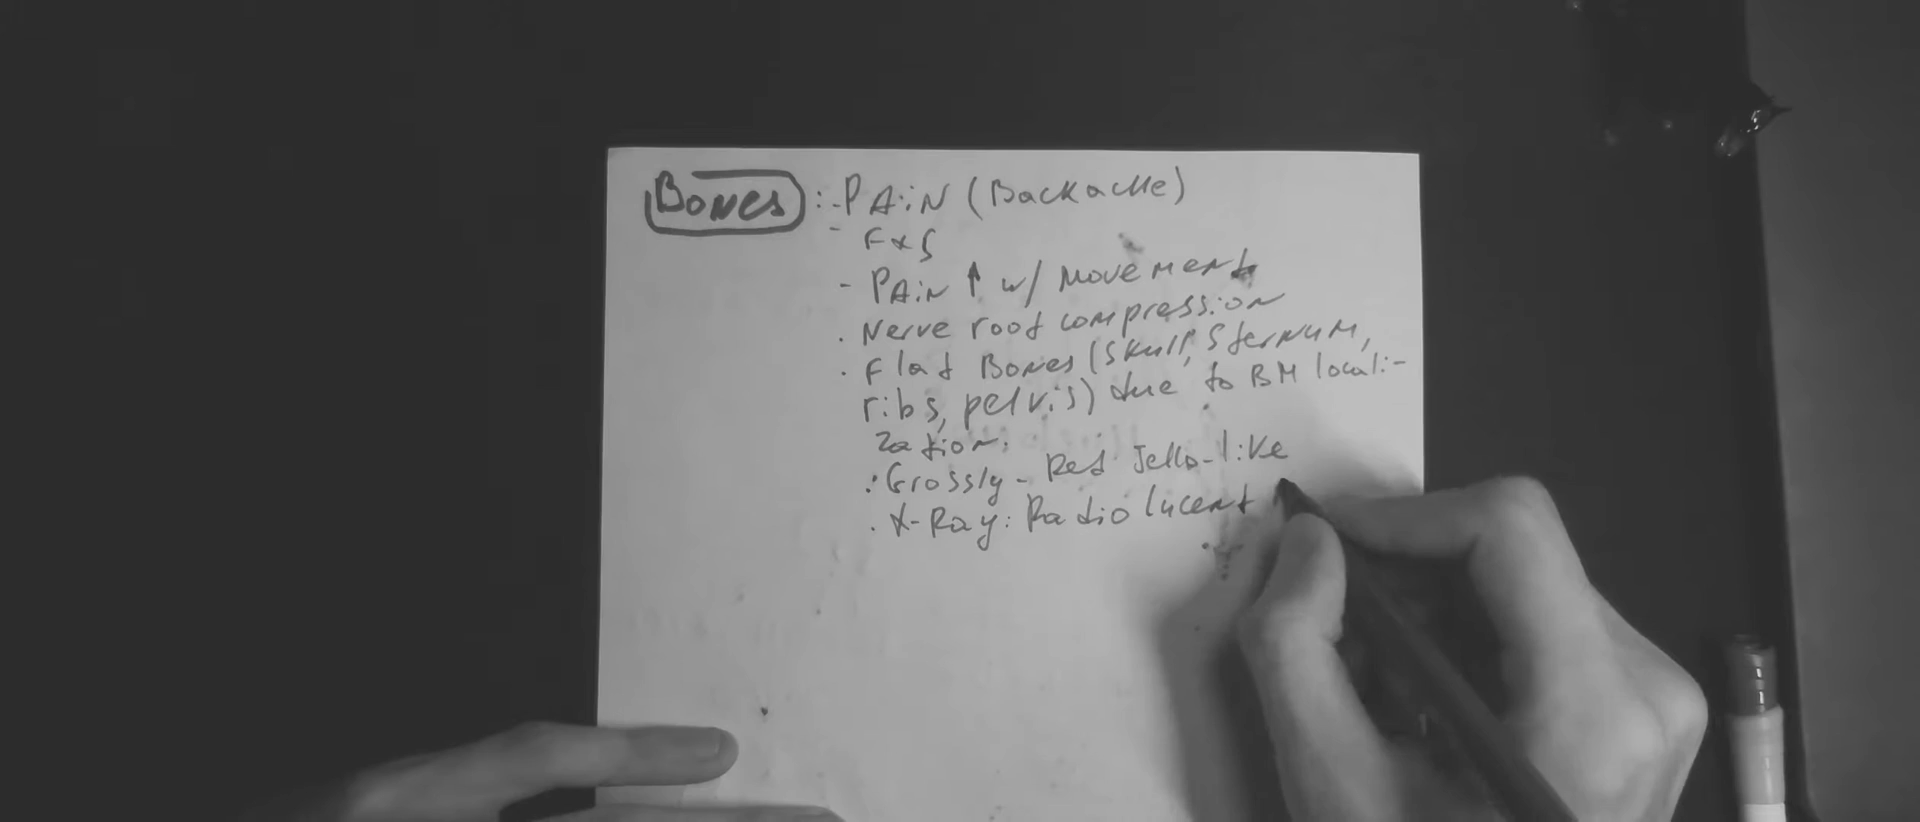 Bones :- PAiN (Backache)
- Fxs
- PAiN ↑ w/ Movement
. Nerve root compression
. Flat Bones (Skull, Sternum,
ribs, pelvis) due to BM locali-
zation.
: Grossly - Red Jello-like
. X-Ray: Radiolucent